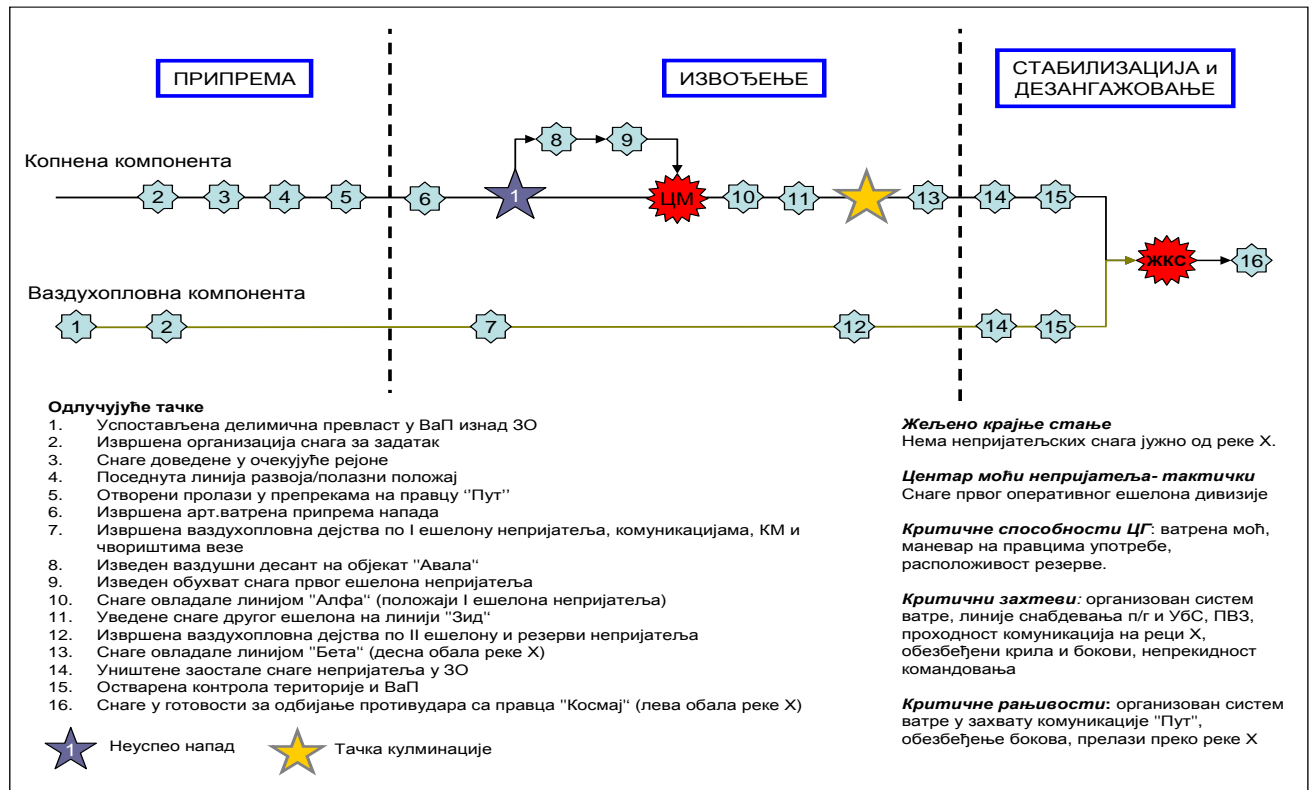 ПРИПРЕМА
ИЗВОЂЕЊЕ
СТАБИЛИЗАЦИЈА и
ДЕЗАНГАЖОВАЊЕ
8
9
Копнена компонента
2
3
4
5
6
1
ЦМ
10
11
13
14
15
ЖКС
16
Ваздухопловна компонента
1
2
7
12
14
15
Одлучујуће тачке
1. Успостављена делимична превласт у ВаП изнад ЗО
2. Извршена организација снага за задатак
3. Снаге доведене у очекујуће рејоне
4. Поседнута линија развоја/полазни положај
5. Отворени пролази у препрекама на правцу ‘’Пут’’
6. Извршена арт.ватрена припрема напада
7. Извршена ваздухопловна дејства по I ешелону непријатеља, комуникацијама, КМ и
чвориштима везе
8. Изведен ваздушни десант на објекат "Авала"
9. Изведен обухват снага првог ешелона непријатеља
10. Снаге овладале линијом "Алфа" (положаји I ешелона непријатеља)
11. Уведене снаге другог ешелона на линији "Зид"
12. Извршена ваздухопловна дејства по II ешелону и резерви непријатеља
13. Снаге овладале линијом "Бета" (десна обала реке X)
14. Уништене заостале снаге непријатеља у ЗО
15. Остварена контрола територије и ВаП
16. Снаге у готовости за одбијање противудара са правца "Космај" (лева обала реке X)
1 Неуспео напад
Тачка кулминације
Жељено крајње стање
Нема непријатељских снага јужно од реке X.
Центар моћи непријатеља- тактички
Снаге првог оперативног ешелона дивизије
Критичне способности ЦГ: ватрена моћ,
маневар на правцима употребе,
расположивост резерве.
Критични захтеви: организован систем
ватре, линије снабдевања п/г и УбС, ПВЗ,
проходност комуникација на реци X,
обезбеђени крила и бокови, непрекидност
командовања
Критичне рањивости: организован систем
ватре у захвату комуникације "Пут",
обезбеђење бокова, прелази преко реке X